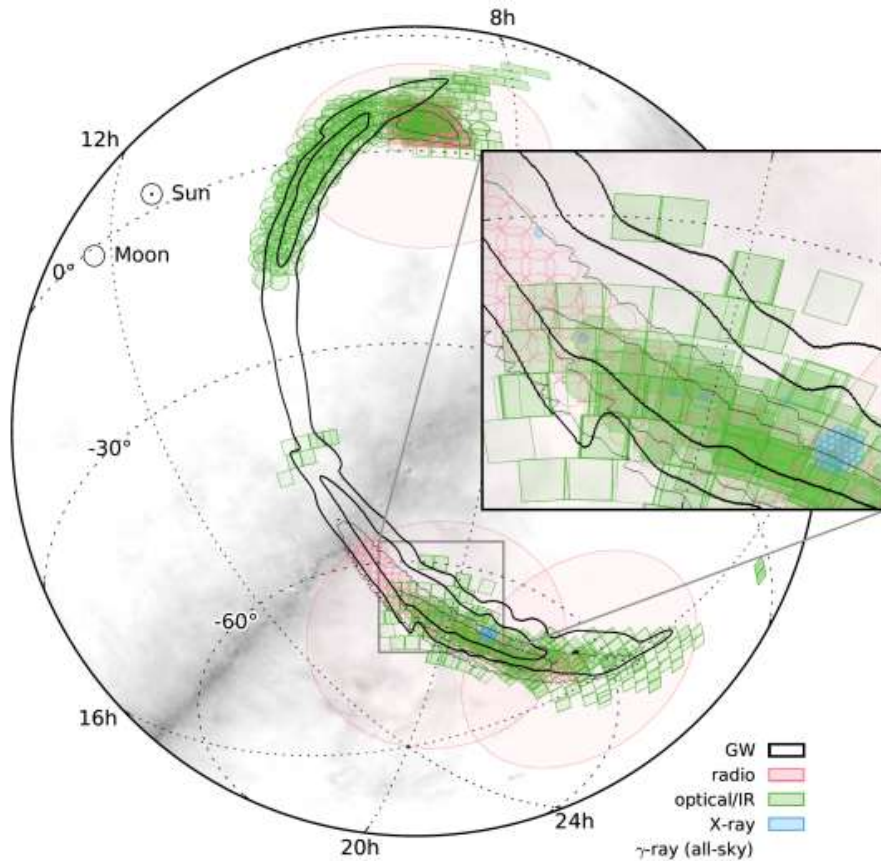 8h
12h
Sun
Moon
0°
-30°
-60°
16h
20h
24h
GW
radio
optical/IR
X-ray
γ-ray (all-sky)